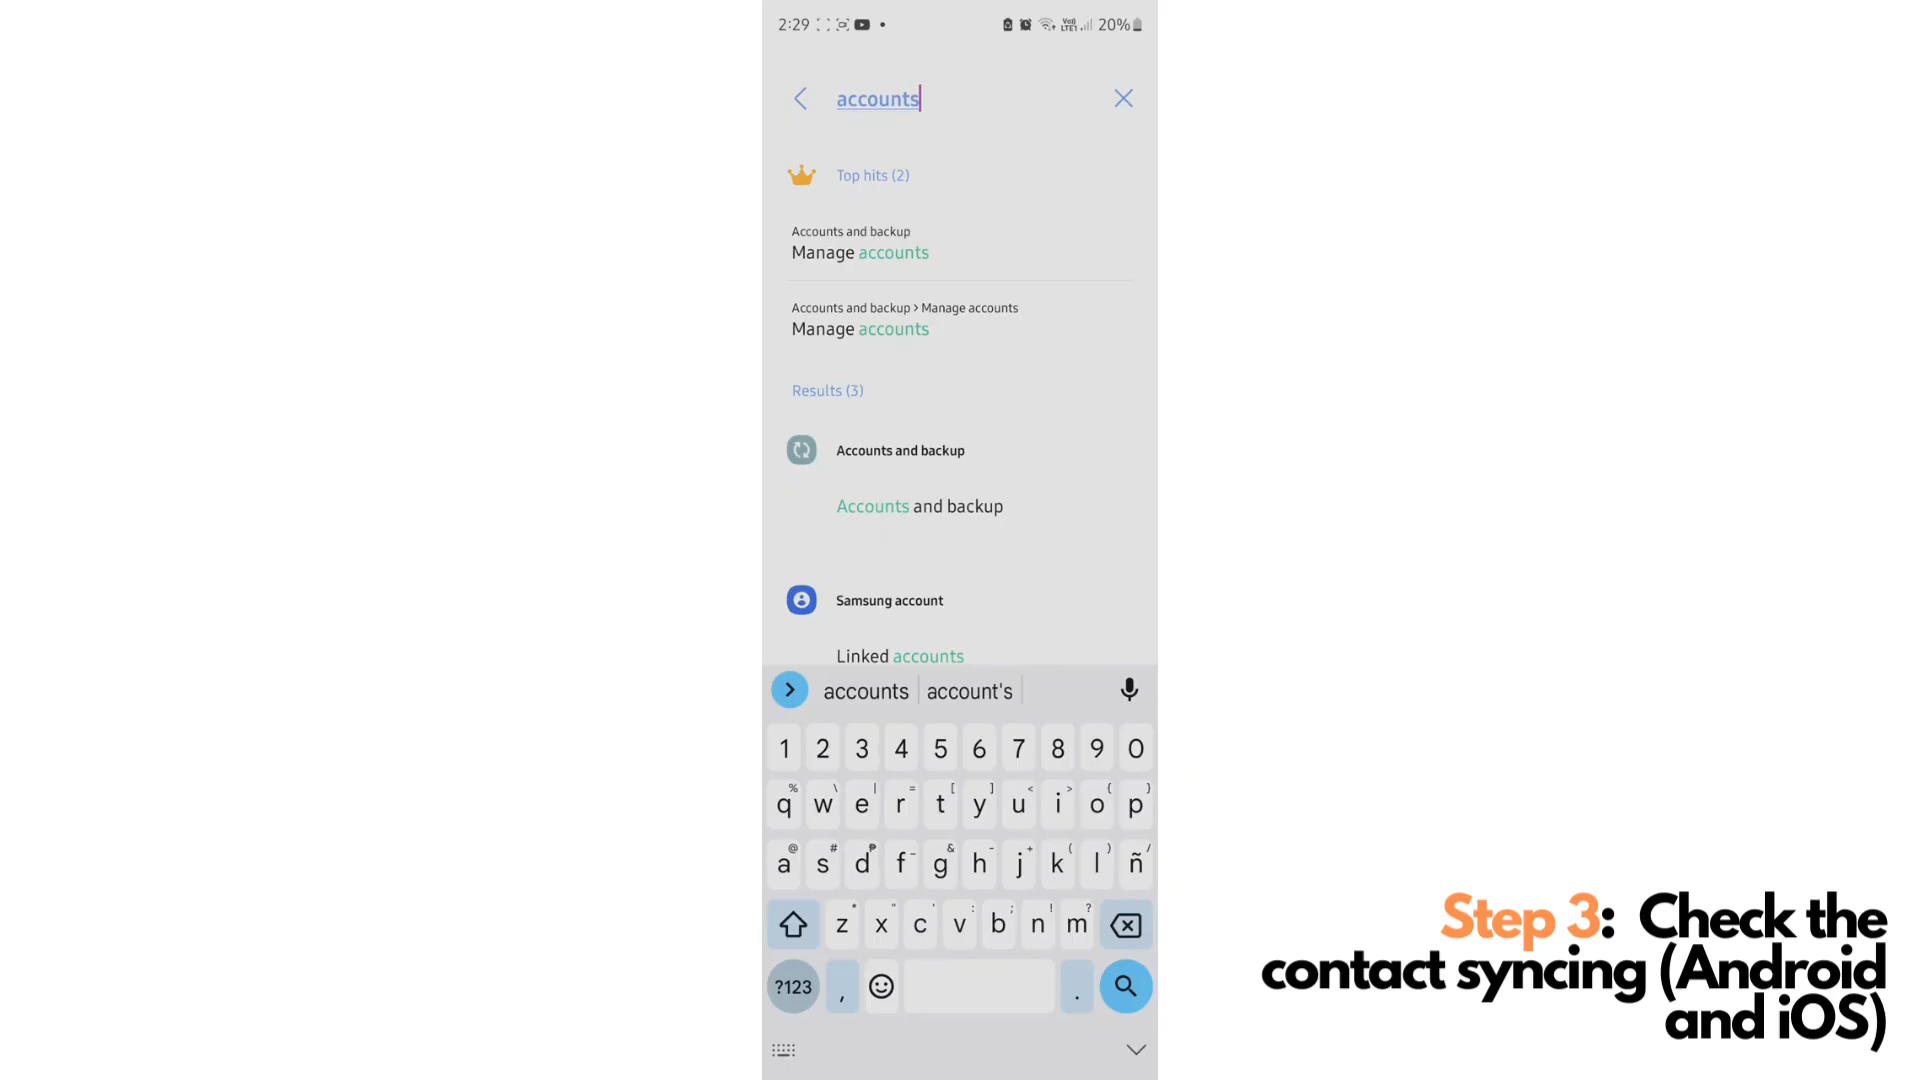 2:29
Vo)) LTE1 20%
accounts
Top hits (2)
Accounts and backup
Manage accounts
Accounts and backup > Manage accounts
Manage accounts
Results (3)
Accounts and backup
Accounts and backup
Samsung account
Linked accounts
accounts account's
1 2 3 4 5 6 7 8 9 0
% \ | = [ ] < > { }
q w e r t y u i o p
@ # ₱ _ & - + ( ) /
a s d f g h j k l ñ
* " ' : ; ! ?
z x c v b n m
?123 , .
Step 3: Check the
contact syncing (Android
and iOS)